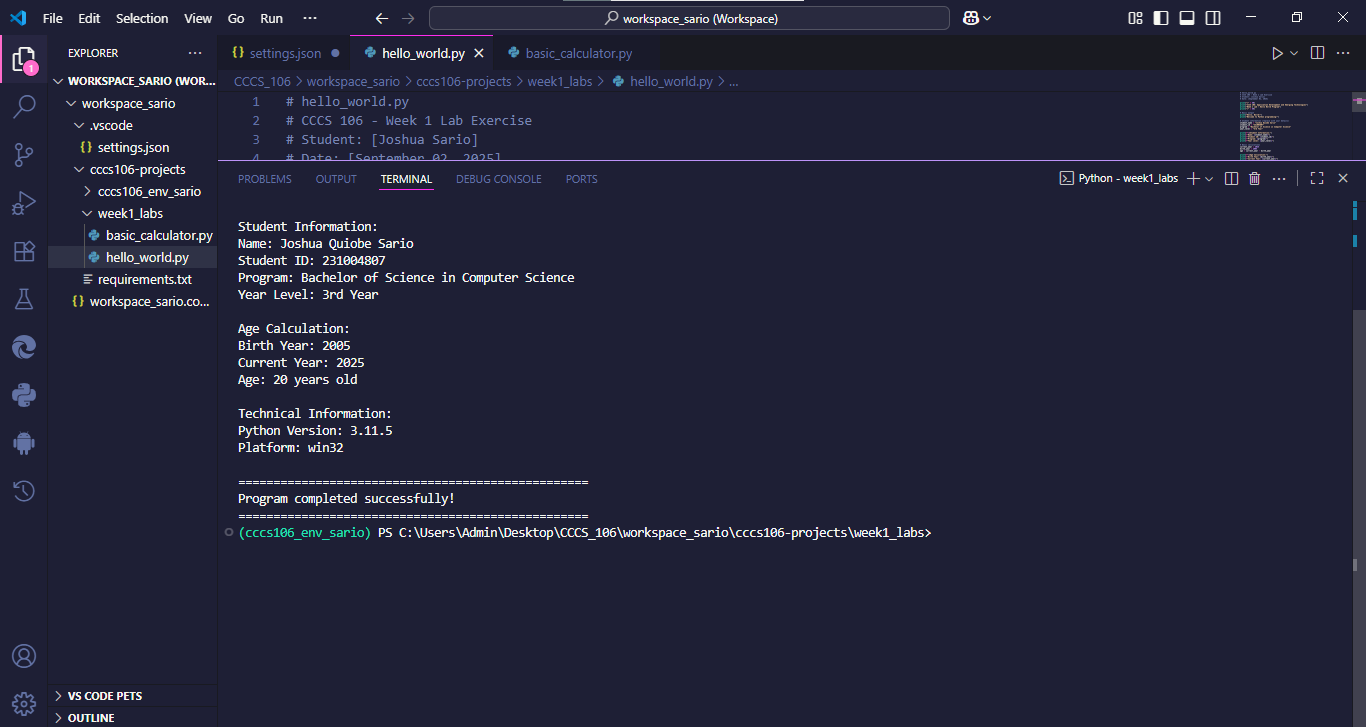 File Edit Selection View Go Run ··· workspace_sario (Workspace)
EXPLORER ···
WORKSPACE_SARIO (WOR...
workspace_sario
.vscode
{} settings.json
cccs106-projects
cccs106_env_sario
week1_labs
basic_calculator.py
hello_world.py
requirements.txt
{} workspace_sario.co...
VS CODE PETS
OUTLINE
1
{} settings.json hello_world.py basic_calculator.py
CCCS_106 > workspace_sario > cccs106-projects > week1_labs > hello_world.py > ...
1 # hello_world.py
2 # CCCS 106 - Week 1 Lab Exercise
3 # Student: [Joshua Sario]
4 # Date: [September 02, 2025]
PROBLEMS OUTPUT TERMINAL DEBUG CONSOLE PORTS Python - week1_labs
Student Information:
Name: Joshua Quiobe Sario
Student ID: 231004807
Program: Bachelor of Science in Computer Science
Year Level: 3rd Year
Age Calculation:
Birth Year: 2005
Current Year: 2025
Age: 20 years old
Technical Information:
Python Version: 3.11.5
Platform: win32
==================================================
Program completed successfully!
==================================================
(cccs106_env_sario) PS C:\Users\Admin\Desktop\CCCS_106\workspace_sario\cccs106-projects\week1_labs>